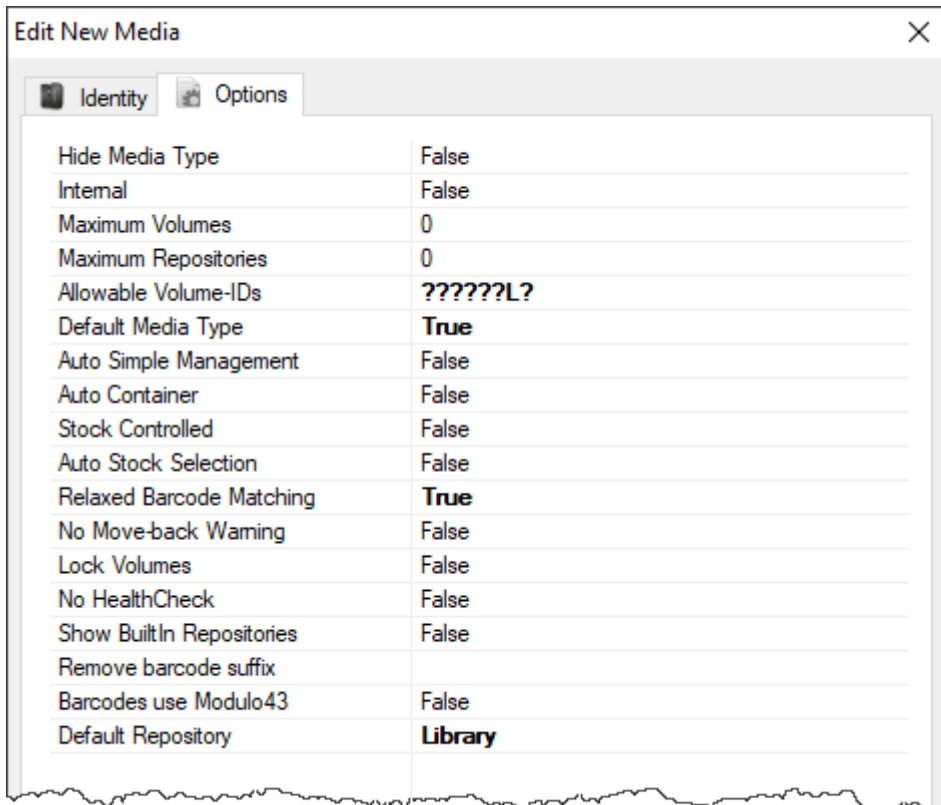 Edit New Media
Identity Options
Hide Media Type False
Internal False
Maximum Volumes 0
Maximum Repositories 0
Allowable Volume-IDs ??????L?
Default Media Type True
Auto Simple Management False
Auto Container False
Stock Controlled False
Auto Stock Selection False
Relaxed Barcode Matching True
No Move-back Warning False
Lock Volumes False
No HealthCheck False
Show BuiltIn Repositories False
Remove barcode suffix
Barcodes use Modulo43 False
Default Repository Library